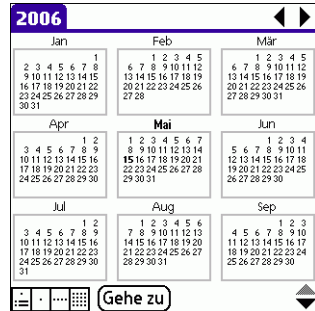 2006
Jan
1
2 3 4 5 6 7 8
9 10 11 12 13 14 15
16 17 18 19 20 21 22
23 24 25 26 27 28 29
30 31
Feb
1 2 3 4 5
6 7 8 9 10 11 12
13 14 15 16 17 18 19
20 21 22 23 24 25 26
27 28
Mär
1 2 3 4 5
6 7 8 9 10 11 12
13 14 15 16 17 18 19
20 21 22 23 24 25 26
27 28 29 30 31
Apr
1 2
3 4 5 6 7 8 9
10 11 12 13 14 15 16
17 18 19 20 21 22 23
24 25 26 27 28 29 30
Mai
1 2 3 4 5 6 7
8 9 10 11 12 13 14
15 16 17 18 19 20 21
22 23 24 25 26 27 28
29 30 31
Jun
1 2 3 4
5 6 7 8 9 10 11
12 13 14 15 16 17 18
19 20 21 22 23 24 25
26 27 28 29 30
Jul
1 2
3 4 5 6 7 8 9
10 11 12 13 14 15 16
17 18 19 20 21 22 23
24 25 26 27 28 29 30
31
Aug
1 2 3 4 5 6
7 8 9 10 11 12 13
14 15 16 17 18 19 20
21 22 23 24 25 26 27
28 29 30 31
Sep
1 2 3
4 5 6 7 8 9 10
11 12 13 14 15 16 17
18 19 20 21 22 23 24
25 26 27 28 29 30
Gehe zu